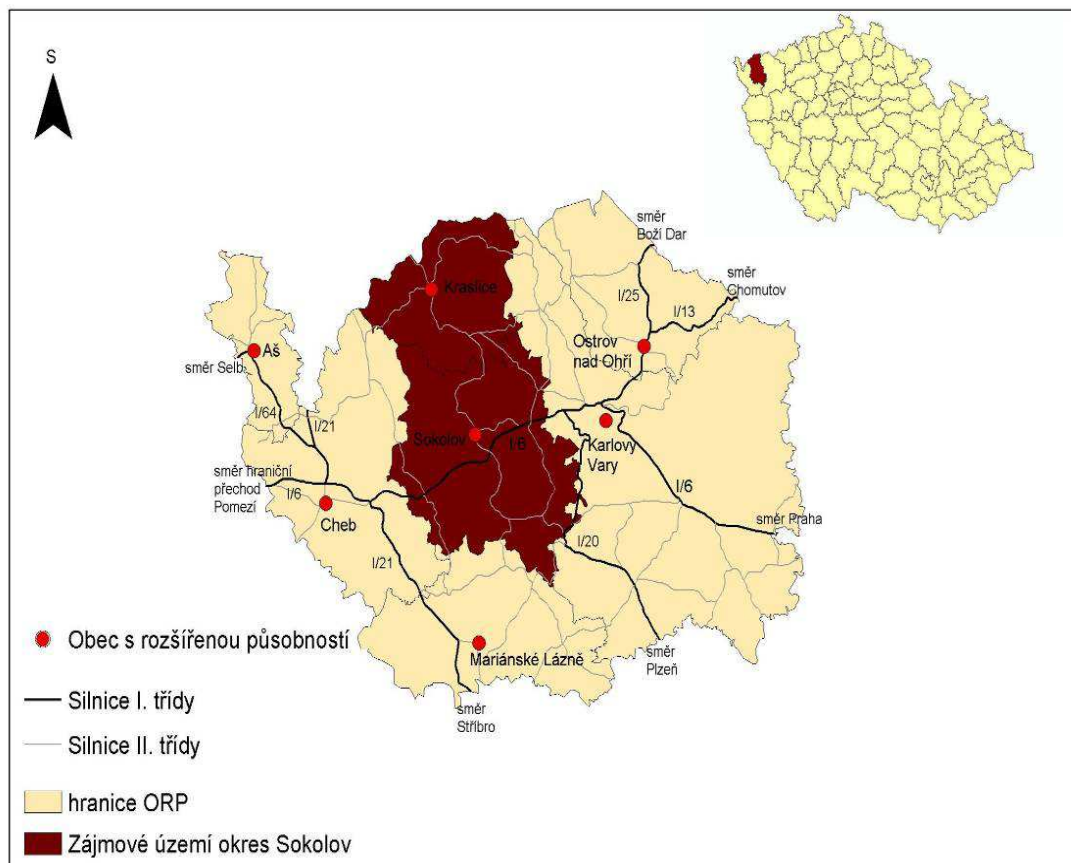 S
směr
Boží Dar
směr
Chomutov
I/25
I/13
Kraslice
Ostrov
nad Ohří
Aš
směr Selb
I/64
I/21
Sokolov
I/6
Karlovy
Vary
směr hraniční
přechod
Pomezí
I/6
Cheb
I/6
směr Praha
I/20
I/21
Mariánské Lázně
směr
Plzeň
směr
Stříbro
Obec s rozšířenou působností
Silnice I. třídy
Silnice II. třídy
hranice ORP
Zájmové území okres Sokolov